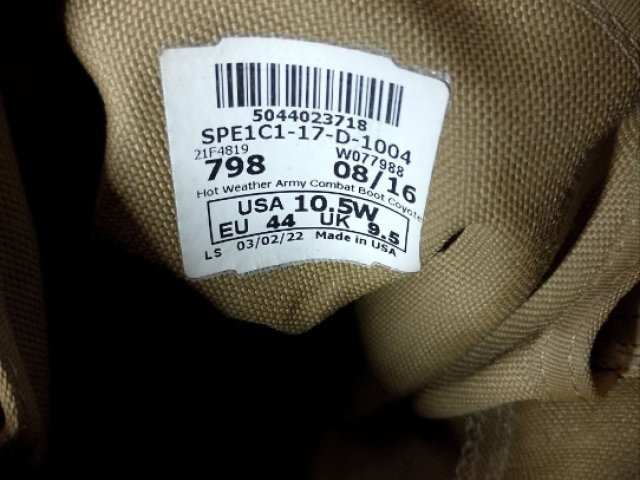 5044023718
SPE1C1-17-D-1004
21F4819 W077988
798 08/16
Hot Weather Army Combat Boot Coyote
USA 10.5W
EU 44 UK 9.5
LS 03/02/22 Made in USA